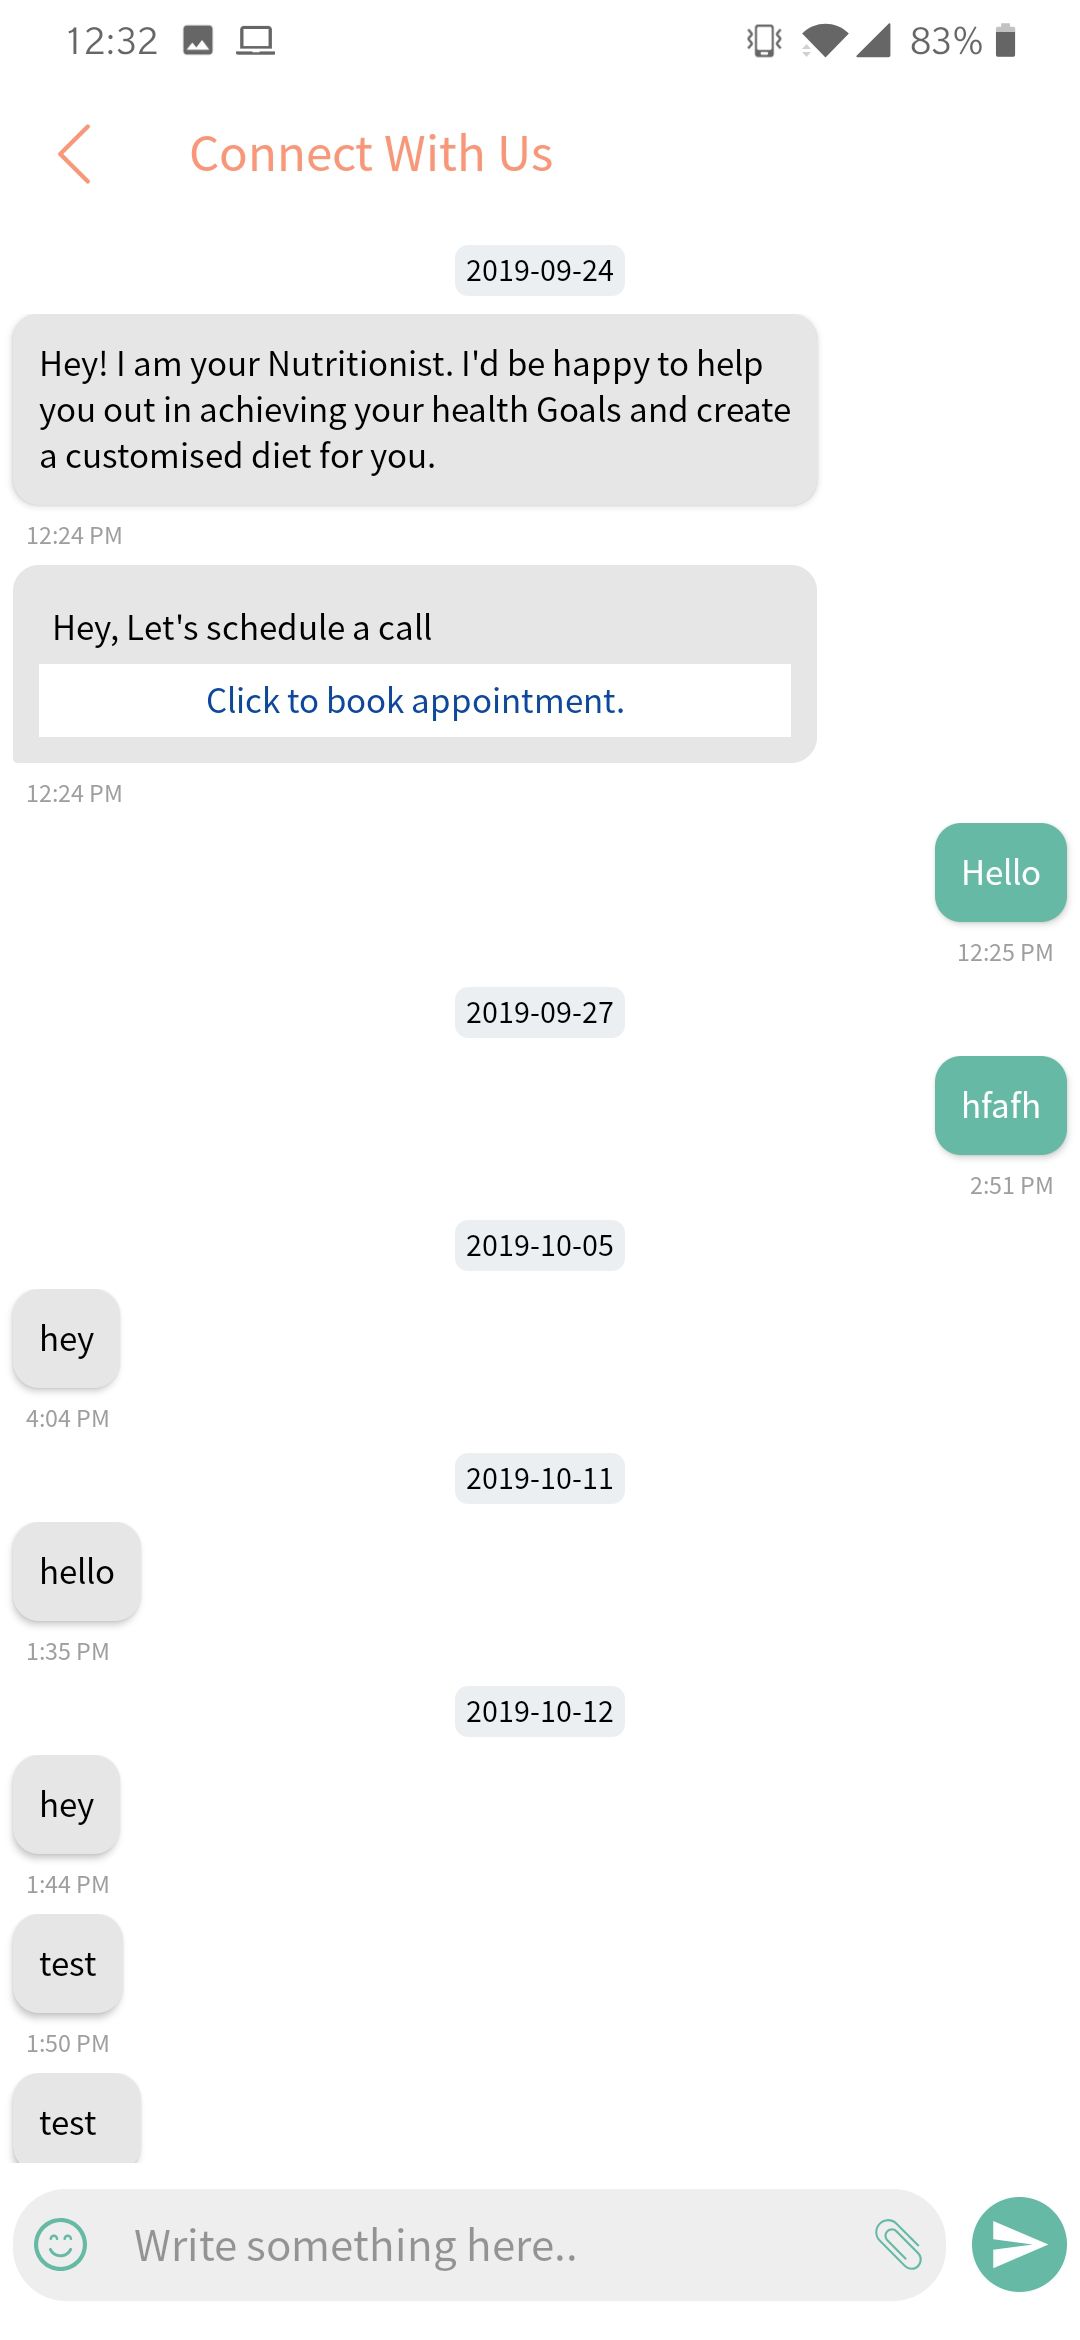 12:32 83%
Connect With Us
2019-09-24
Hey! I am your Nutritionist. I'd be happy to help
you out in achieving your health Goals and create
a customised diet for you.
12:24 PM
Hey, Let's schedule a call
Click to book appointment.
12:24 PM
Hello
12:25 PM
2019-09-27
hfafh
2:51 PM
2019-10-05
hey
4:04 PM
2019-10-11
hello
1:35 PM
2019-10-12
hey
1:44 PM
test
1:50 PM
test
Write something here..